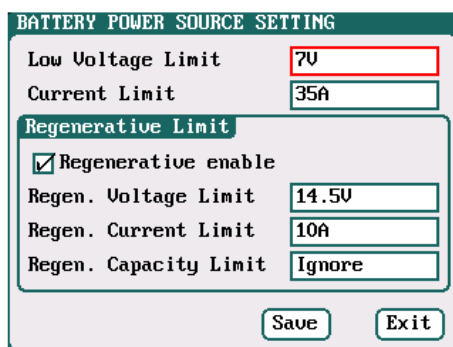 BATTERY POWER SOURCE SETTING
Low Voltage Limit 7V
Current Limit 35A
Regenerative Limit
Regenerative enable
Regen. Voltage Limit 14.5V
Regen. Current Limit 10A
Regen. Capacity Limit Ignore
Save Exit